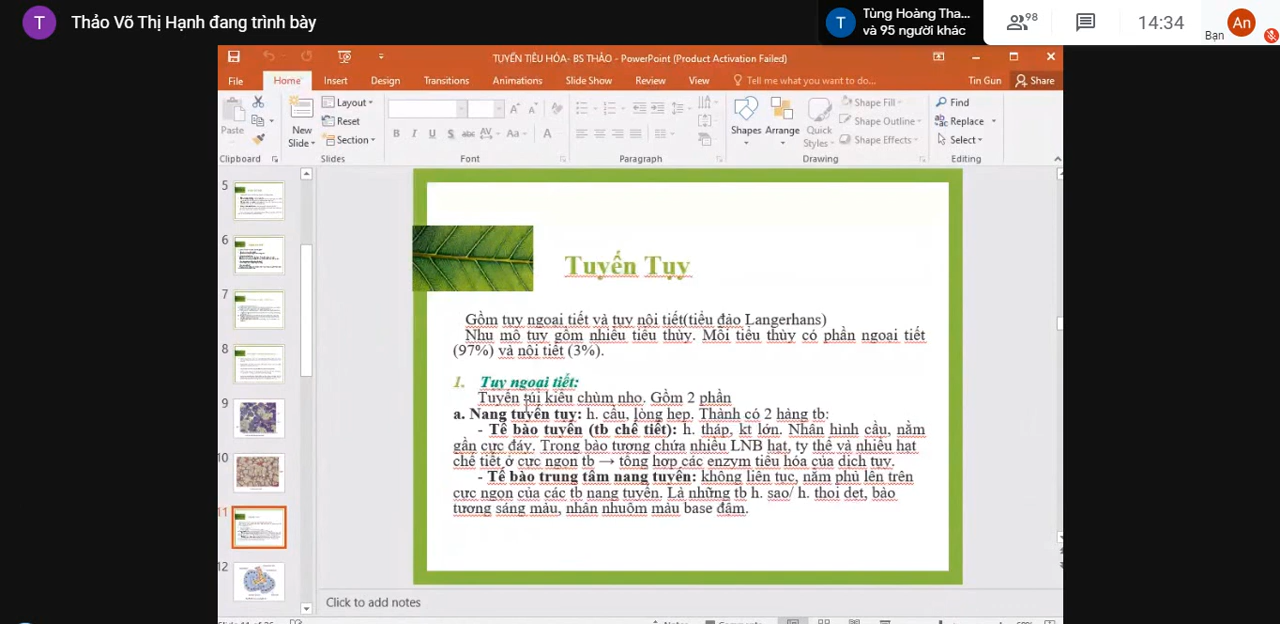 T Thảo Võ Thị Hạnh đang trình bày
T Tùng Hoàng Tha...
và 95 người khác
98
14:34
An
Bạn
TUYẾN TIÊU HÓA- BS THẢO - PowerPoint (Product Activation Failed)
File Home Insert Design Transitions Animations Slide Show Review View Tell me what you want to do... Tin Gun Share
Paste
New Slide
Layout
Reset
Section
B I U S abc AV Aa A
Shapes Arrange Quick Styles
Shape Fill
Shape Outline
Shape Effects
Find
Replace
Select
Clipboard Slides Font Paragraph Drawing Editing
5
6
7
8
9
10
11
12
Tuyến Tụy
Gồm tụy ngoại tiết và tụy nội tiết(tiểu đảo Langerhans)
Nhu mô tụy gồm nhiều tiểu thùy. Mỗi tiểu thùy có phần ngoại tiết
(97%) và nội tiết (3%).
1. Tụy ngoại tiết:
Tuyến túi kiểu chùm nho. Gồm 2 phần
a. Nang tuyến tụy: h. cầu, lòng hẹp. Thành có 2 hàng tb:
- Tế bào tuyến (tb chế tiết): h. tháp, kt lớn. Nhân hình cầu, nằm
gần cực đáy. Trong bào tương chứa nhiều LNB hạt, ty thể và nhiều hạt
chế tiết ở cực ngọn tb → tổng hợp các enzym tiêu hóa của dịch tụy.
- Tế bào trung tâm nang tuyến: không liên tục, nằm phủ lên trên
cực ngọn của các tb nang tuyến. Là những tb h. sao/ h. thoi dẹt, bào
tương sáng màu, nhân nhuộm màu base đậm.
Click to add notes